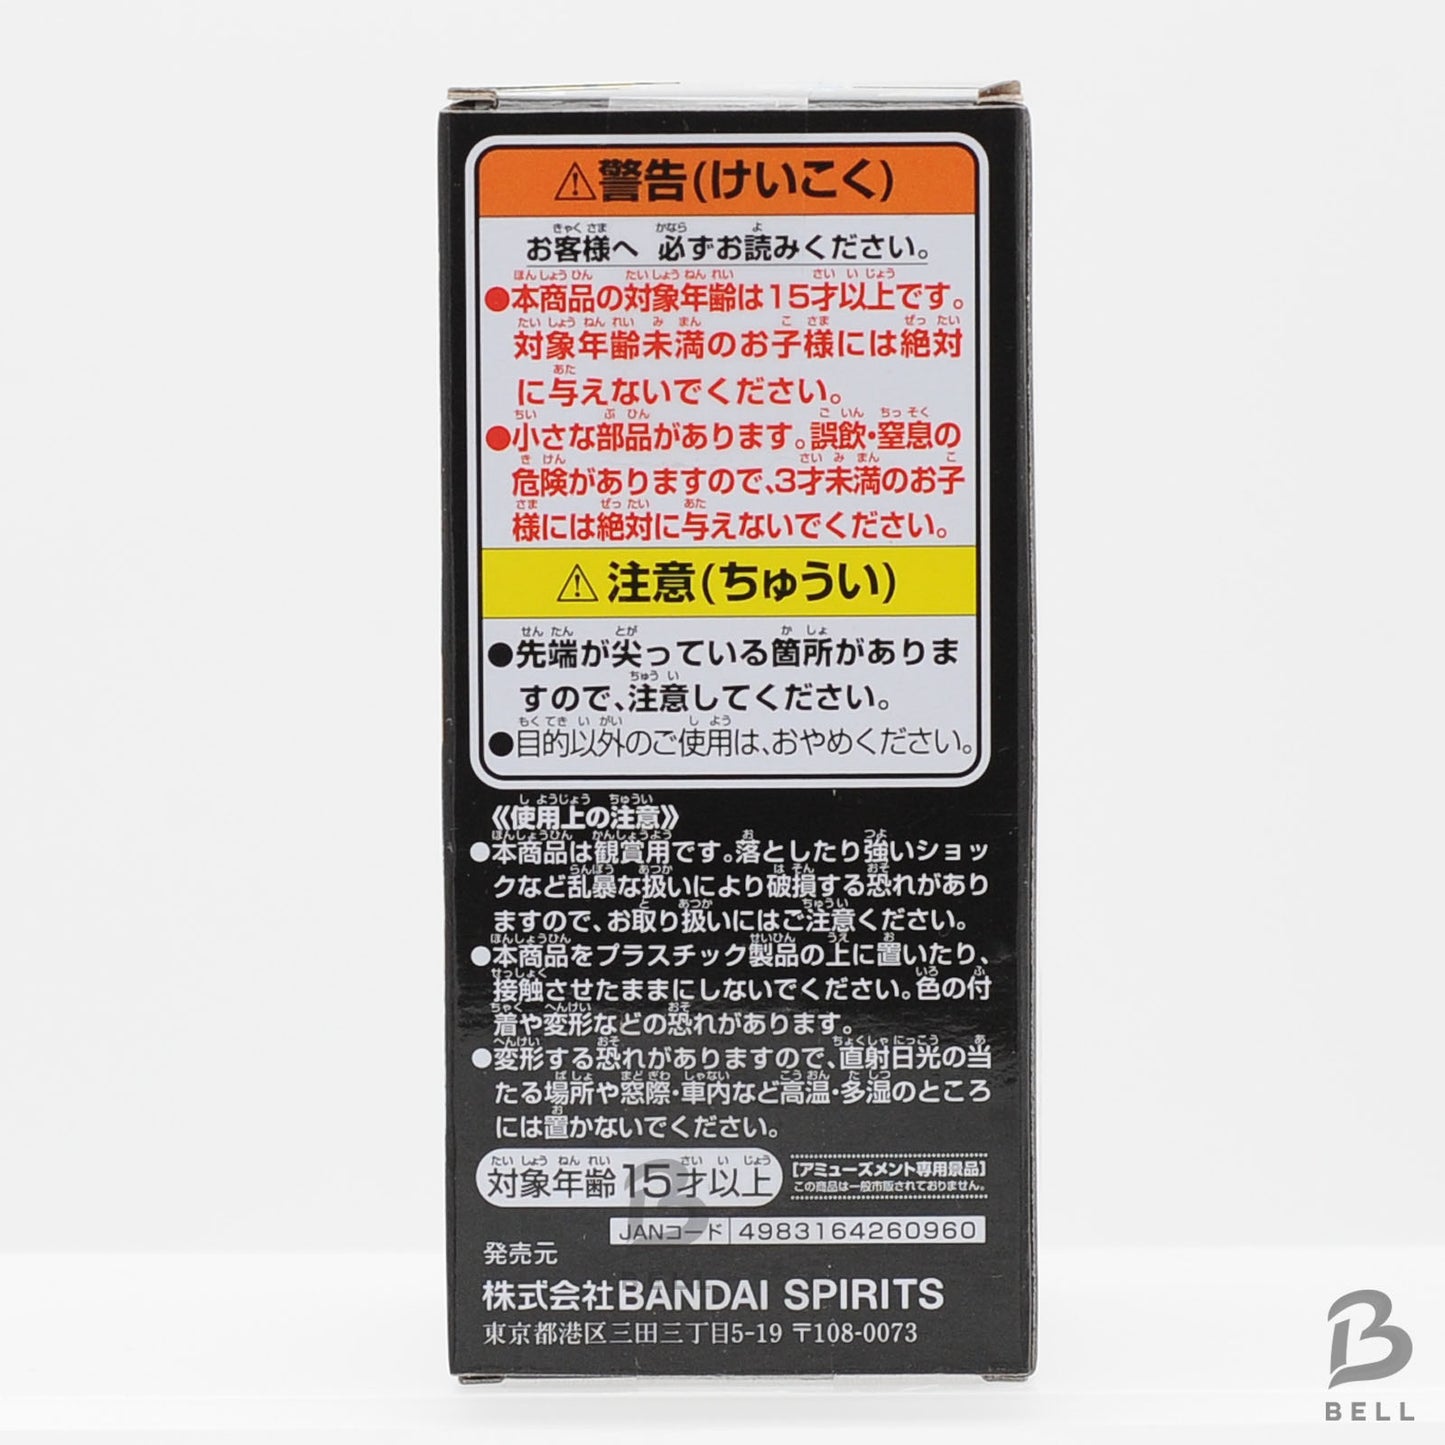 ⚠警告(けいこく)
お客様へ 必ずお読みください。
●本商品の対象年齢は15才以上です。
対象年齢未満のお子様には絶対
に与えないでください。
●小さな部品があります。誤飲・窒息の
危険がありますので、3才未満のお子
様には絶対に与えないでください。
⚠注意(ちゅうい)
●先端が尖っている箇所がありま
すので、注意してください。
●目的以外のご使用は、おやめください。
《使用上の注意》
●本商品は観賞用です。落としたり強いショッ
クなど乱暴な扱いにより破損する恐れがあり
ますので、お取り扱いにはご注意ください。
●本商品をプラスチック製品の上に置いたり、
接触させたままにしないでください。色の付
着や変形などの恐れがあります。
●変形する恐れがありますので、直射日光の当
たる場所や窓際・車内など高温・多湿のところ
には置かないでください。
対象年齢 15才以上
[アミューズメント専用景品]
この商品は一般市販されておりません。
JANコード 4983164260960
発売元
株式会社BANDAI SPIRITS
東京都港区三田三丁目5-19 〒108-0073
BELL
BELL